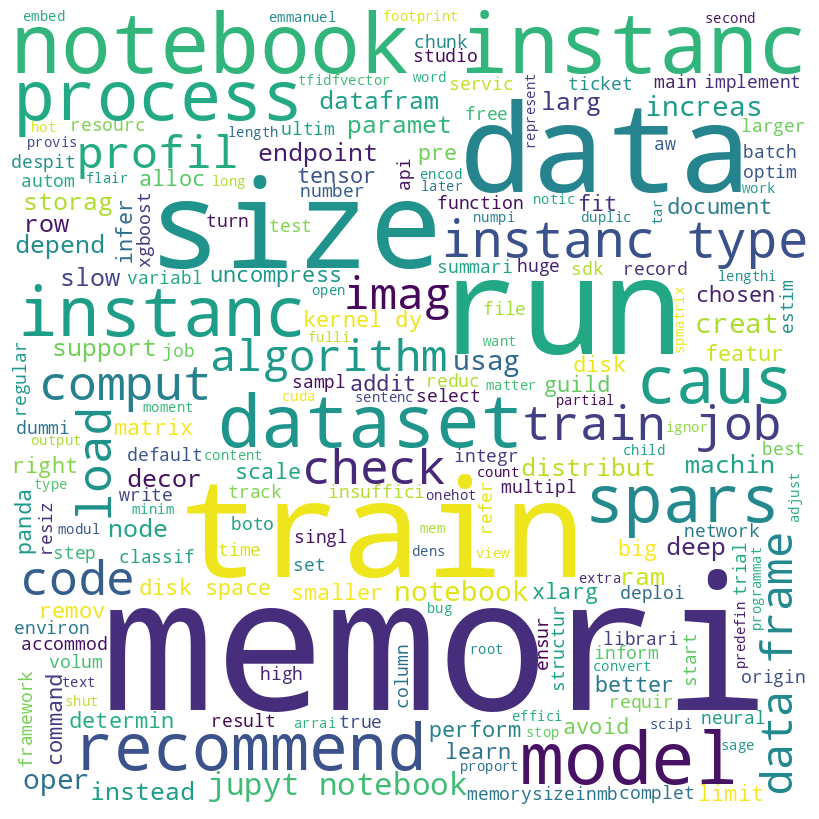 embed emmanuel footprint second
notebook instanc
chunk
studio
process
tfidfvector word servic ticket main implement
datafram free larg increas
hot resourc
provis
profil
length ultim paramet
represent
larger
despit
autom flair long alloc
endpoint pre api
encod
later
data
aw batch
optim
work
tensor
number
storag
row
infer
xgboost
turn test
size
function notic fit
numpi duplic
tar
document
depend
instanc type
slow variabl uncompress
summari huge sdk record lengthi
instanc
open
imag
run
file
spmatrix
chosen
estim
kernel dy
fulli
want
creat
support job
algorithm
usag
disk
featur
regular
sampl addit reduc
select
matter
guild
partial
caus
comput
cuda
sentenc
dummi
moment
dataset
train job
ignor
best
output
matrix
content
load
right
type
default
decor
integr
count
child
adjust
panda
resiz
write
minim
scale
check
distribut
machin
track insuffici onehot
refer
multipl
spars
modul
node
boto
train
mem
network
step classif time
singl
set
dens view
big deep
trial
programmat
code
disk space
smaller notebook xlarg
extra
ram
deploi
predefin
data frame
remov
memori
bug
environ
accommod
root
ensur
structur
librari
inform
convert
start
better
requir
origin
volum
text
high
column
framework
command
shut
determin result arrai true
effici
stop
perform
avoid
scipi
neural
recommend
proport
learn
model
sage
oper
instead
jupyt notebook
memorysizeinmb complet limit